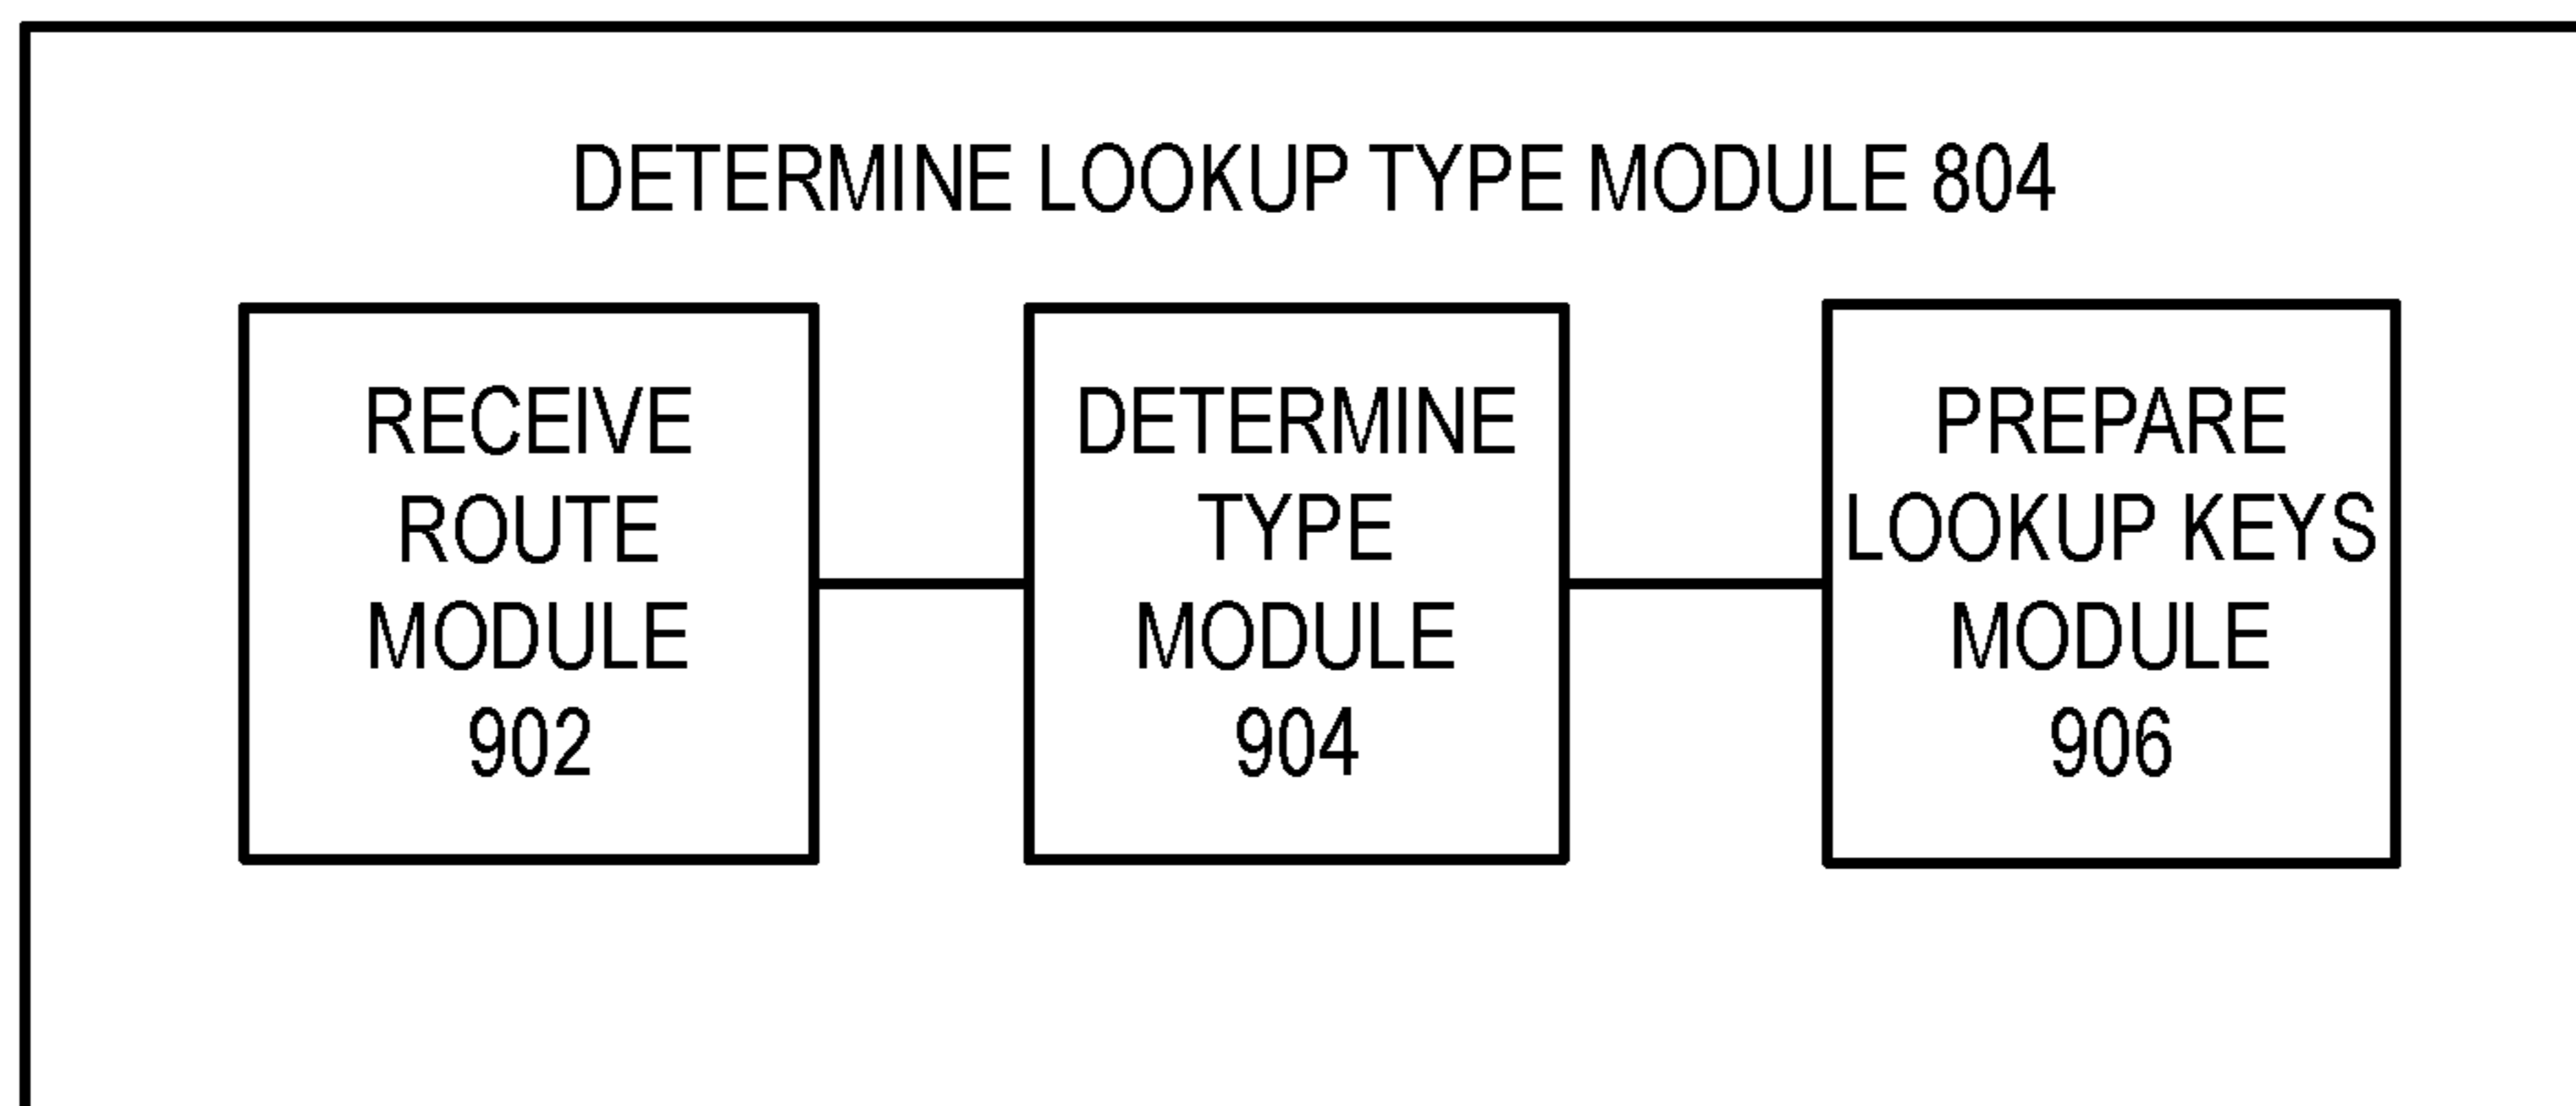 DETERMINE LOOKUP TYPE MODULE 804
RECEIVE
ROUTE
MODULE
902
DETERMINE
TYPE
MODULE
904
PREPARE
LOOKUP KEYS
MODULE
906